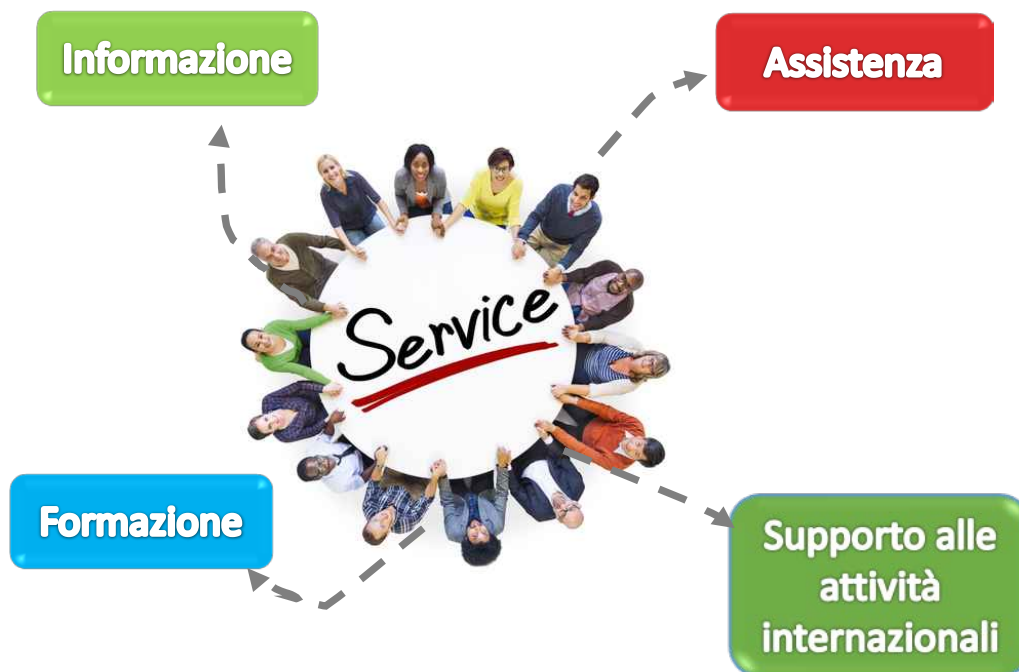 Informazione
Assistenza
Service
Formazione
Supporto alle
attività
internazionali